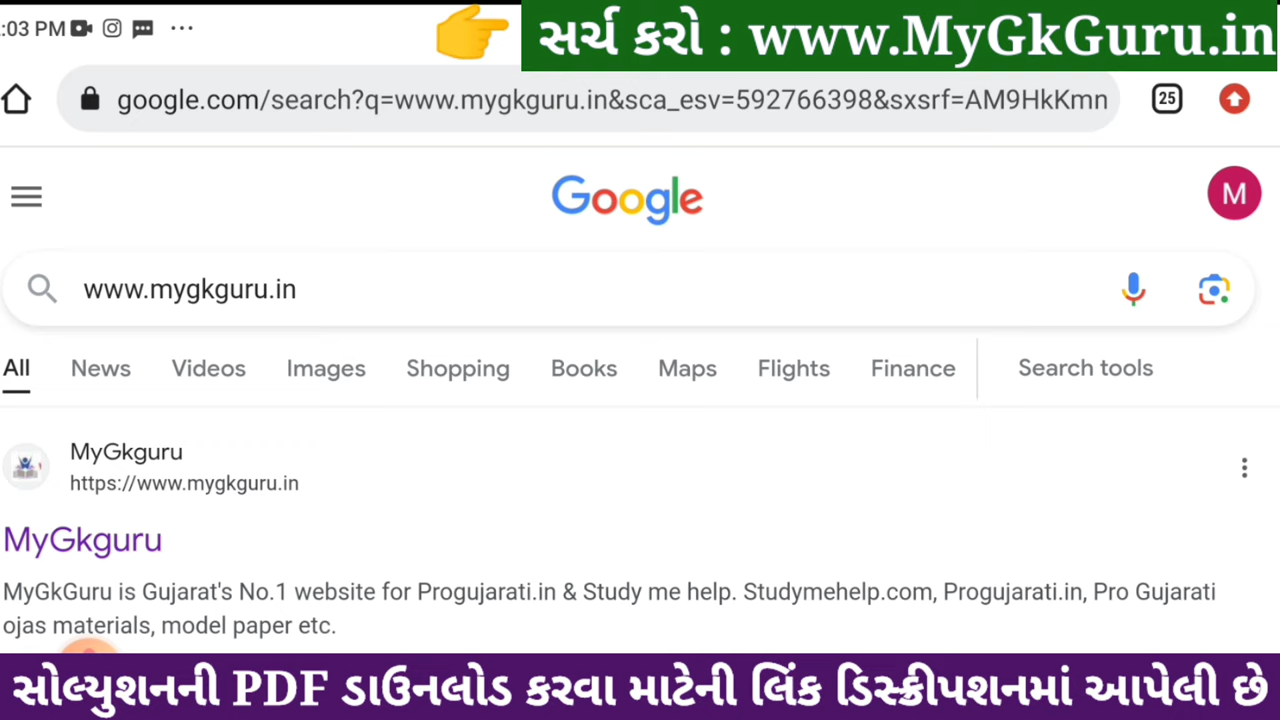 :03 PM
સર્ચ કરો : www.MyGkGuru.in
google.com/search?q=www.mygkguru.in&sca_esv=592766398&sxsrf=AM9HkKmn
25
Google
M
www.mygkguru.in
All News Videos Images Shopping Books Maps Flights Finance Search tools
MyGkguru
https://www.mygkguru.in
MyGkguru
MyGkGuru is Gujarat's No.1 website for Progujarati.in & Study me help. Studymehelp.com, Progujarati.in, Pro Gujarati
ojas materials, model paper etc.
સોલ્યુશનની PDF ડાઉનલોડ કરવા માટેની લિંક ડિસ્ક્રીપશનમાં આપેલી છે